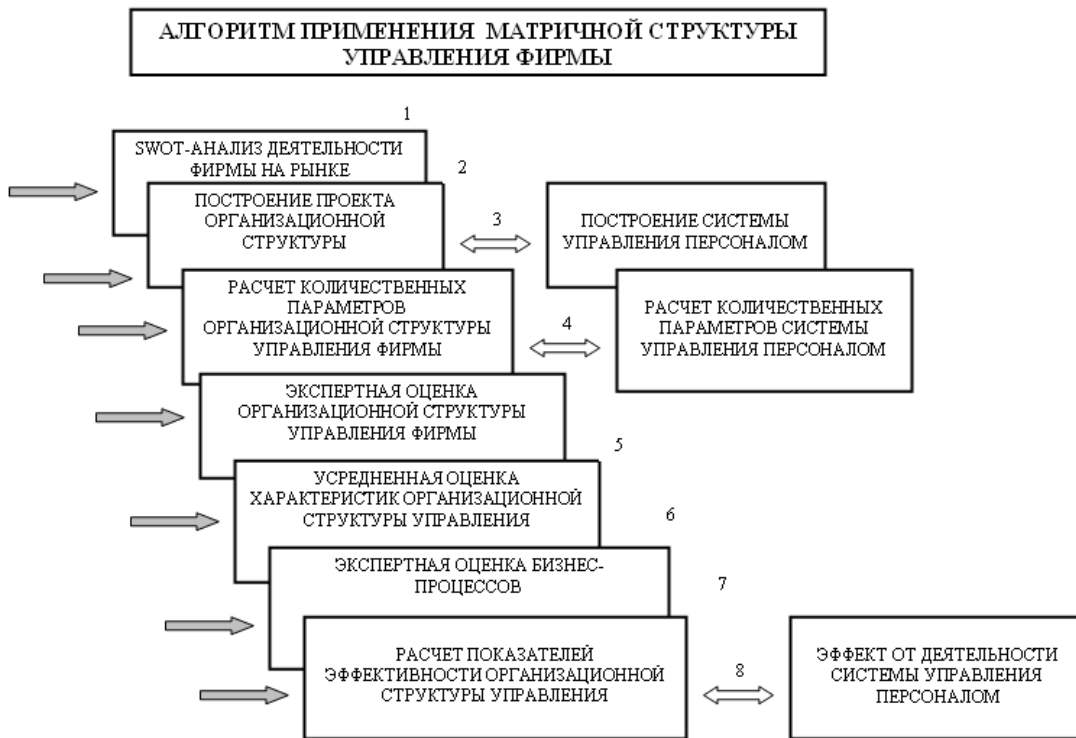 АЛГОРИТМ ПРИМЕНЕНИЯ МАТРИЧНОЙ СТРУКТУРЫ
УПРАВЛЕНИЯ ФИРМЫ
1
SWOT-АНАЛИЗ ДЕЯТЕЛЬНОСТИ
ФИРМЫ НА РЫНКЕ
2
ПОСТРОЕНИЕ ПРОЕКТА
ОРГАНИЗАЦИОННОЙ
СТРУКТУРЫ
3
ПОСТРОЕНИЕ СИСТЕМЫ
УПРАВЛЕНИЯ ПЕРСОНАЛОМ
РАСЧЕТ КОЛИЧЕСТВЕННЫХ
ПАРАМЕТРОВ
ОРГАНИЗАЦИОННОЙ СТРУКТУРЫ
УПРАВЛЕНИЯ ФИРМЫ
4
РАСЧЕТ КОЛИЧЕСТВЕННЫХ
ПАРАМЕТРОВ СИСТЕМЫ
УПРАВЛЕНИЯ ПЕРСОНАЛОМ
ЭКСПЕРТНАЯ ОЦЕНКА
ОРГАНИЗАЦИОННОЙ СТРУКТУРЫ
УПРАВЛЕНИЯ ФИРМЫ
5
УСРЕДНЕННАЯ ОЦЕНКА
ХАРАКТЕРИСТИК ОРГАНИЗАЦИОННОЙ
СТРУКТУРЫ УПРАВЛЕНИЯ
6
ЭКСПЕРТНАЯ ОЦЕНКА БИЗНЕС-
ПРОЦЕССОВ
7
РАСЧЕТ ПОКАЗАТЕЛЕЙ
ЭФФЕКТИВНОСТИ ОРГАНИЗАЦИОННОЙ
СТРУКТУРЫ УПРАВЛЕНИЯ
8
ЭФФЕКТ ОТ ДЕЯТЕЛЬНОСТИ
СИСТЕМЫ УПРАВЛЕНИЯ
ПЕРСОНАЛОМ